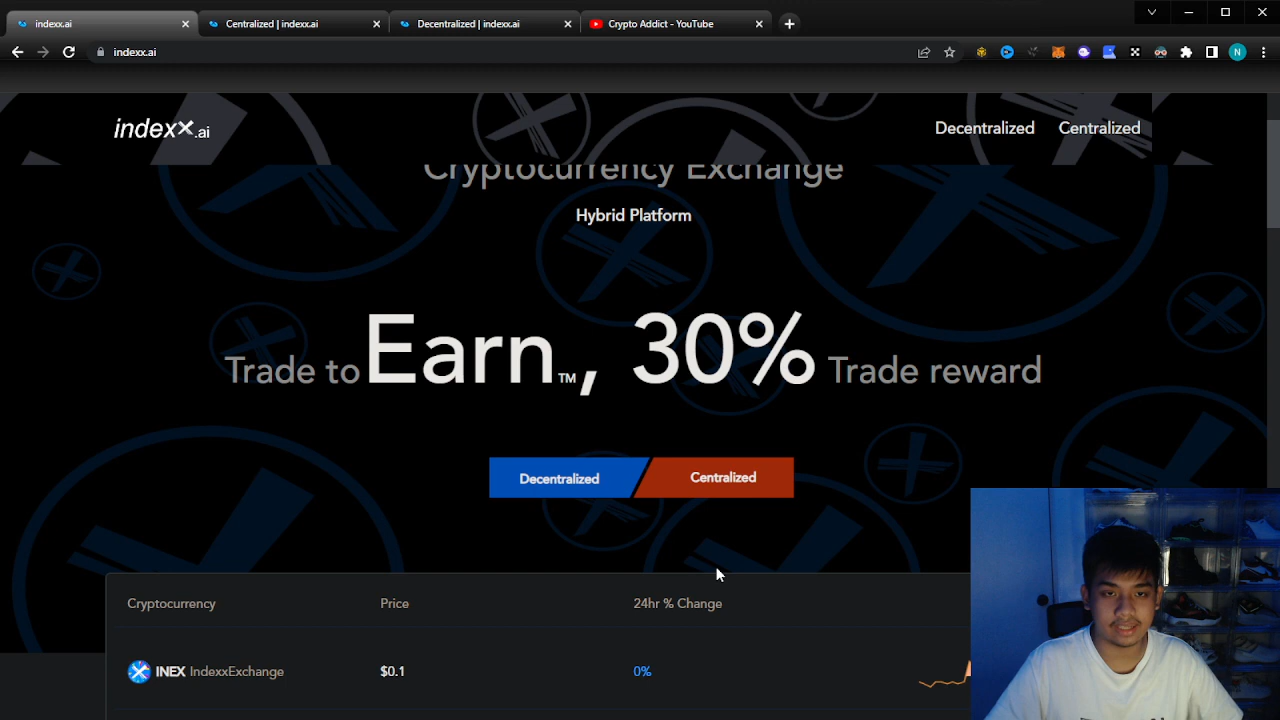 indexx.ai
Centralized | indexx.ai
Decentralized | indexx.ai
Crypto Addict - YouTube
indexx.ai
N
indexx.ai
Decentralized Centralized
Cryptocurrency Exchange
Hybrid Platform
Trade to Earn™, 30% Trade reward
Decentralized Centralized
Cryptocurrency Price 24hr % Change
INEX IndexxExchange $0.1 0%